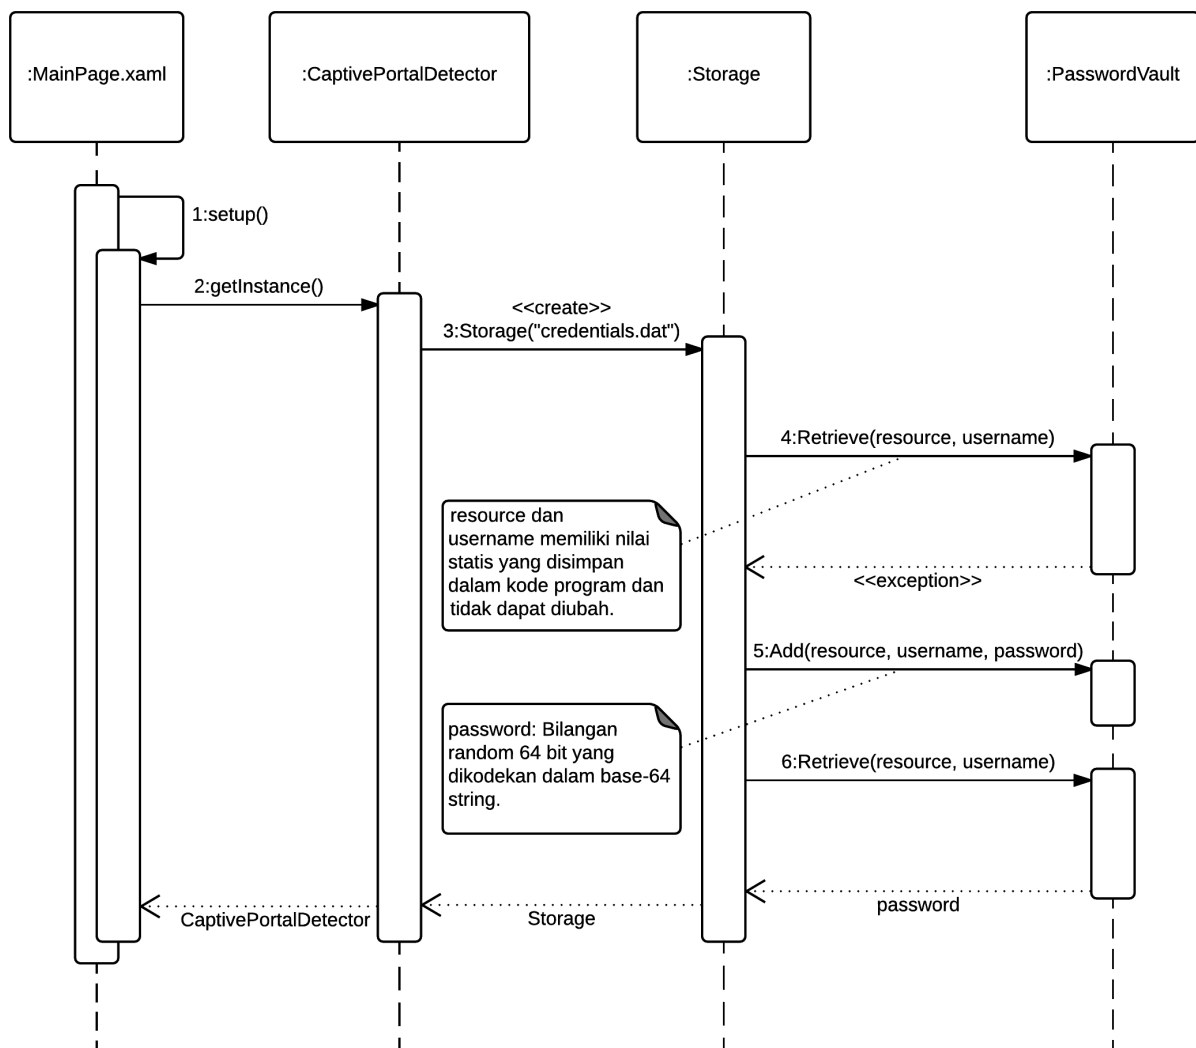 :MainPage.xaml
:CaptivePortalDetector
:Storage
:PasswordVault
1:setup()
2:getInstance()
<<create>>
3:Storage("credentials.dat")
4:Retrieve(resource, username)
resource dan
username memiliki nilai
statis yang disimpan
dalam kode program dan
tidak dapat diubah.
<<exception>>
5:Add(resource, username, password)
password: Bilangan
random 64 bit yang
dikodekan dalam base-64
string.
6:Retrieve(resource, username)
password
Storage
CaptivePortalDetector